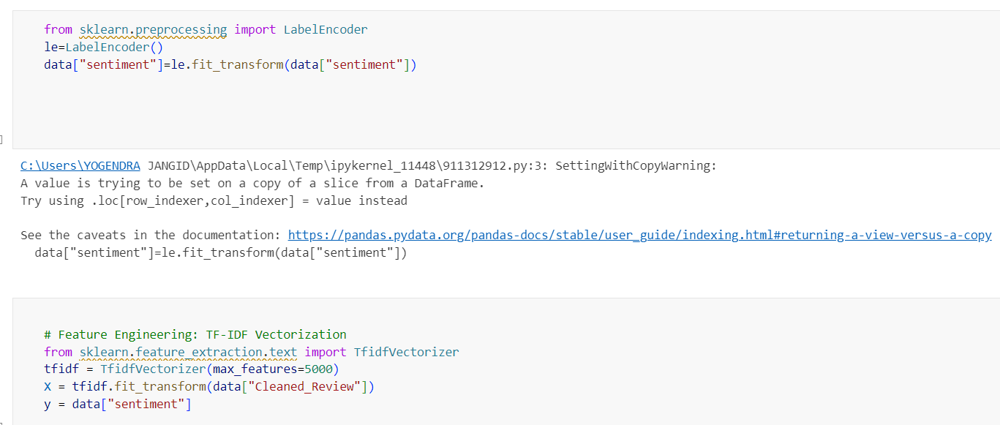 from sklearn.preprocessing import LabelEncoder
le=LabelEncoder()
data["sentiment"]=le.fit_transform(data["sentiment"])
]
C:\Users\YOGENDRA JANGID\AppData\Local\Temp\ipykernel_11448\911312912.py:3: SettingWithCopyWarning:
A value is trying to be set on a copy of a slice from a DataFrame.
Try using .loc[row_indexer,col_indexer] = value instead
See the caveats in the documentation: https://pandas.pydata.org/pandas-docs/stable/user_guide/indexing.html#returning-a-view-versus-a-copy
data["sentiment"]=le.fit_transform(data["sentiment"])
# Feature Engineering: TF-IDF Vectorization
from sklearn.feature_extraction.text import TfidfVectorizer
tfidf = TfidfVectorizer(max_features=5000)
X = tfidf.fit_transform(data["Cleaned_Review"])
y = data["sentiment"]